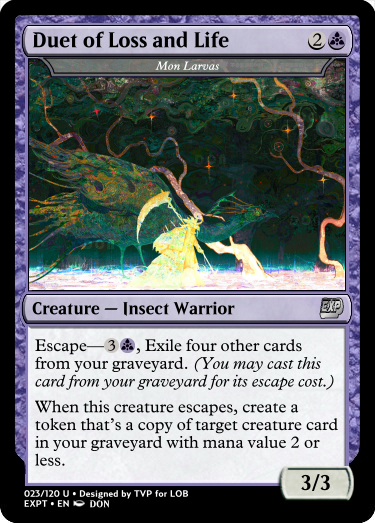 Duet of Loss and Life 2
Mon Larvas
Creature — Insect Warrior EXP
Escape—3, Exile four other cards
from your graveyard. (You may cast this
card from your graveyard for its escape cost.)
When this creature escapes, create a
token that's a copy of target creature card
in your graveyard with mana value 2 or
less.
3/3
023/120 U • Designed by TVP for LOB
EXPT • EN DON